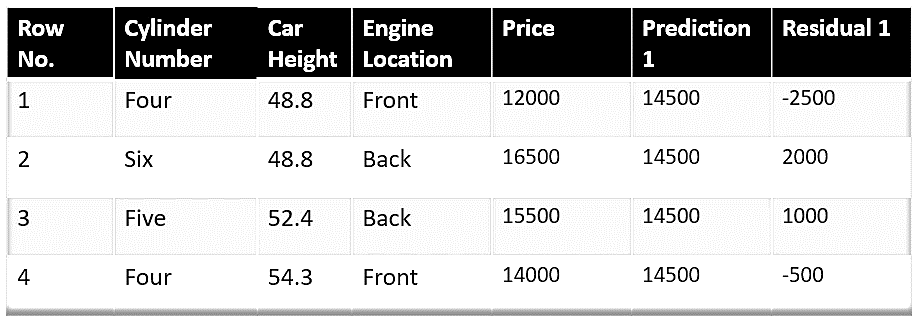 Row No. Cylinder Number Car Height Engine Location Price Prediction 1 Residual 1
1 Four 48.8 Front 12000 14500 -2500
2 Six 48.8 Back 16500 14500 2000
3 Five 52.4 Back 15500 14500 1000
4 Four 54.3 Front 14000 14500 -500